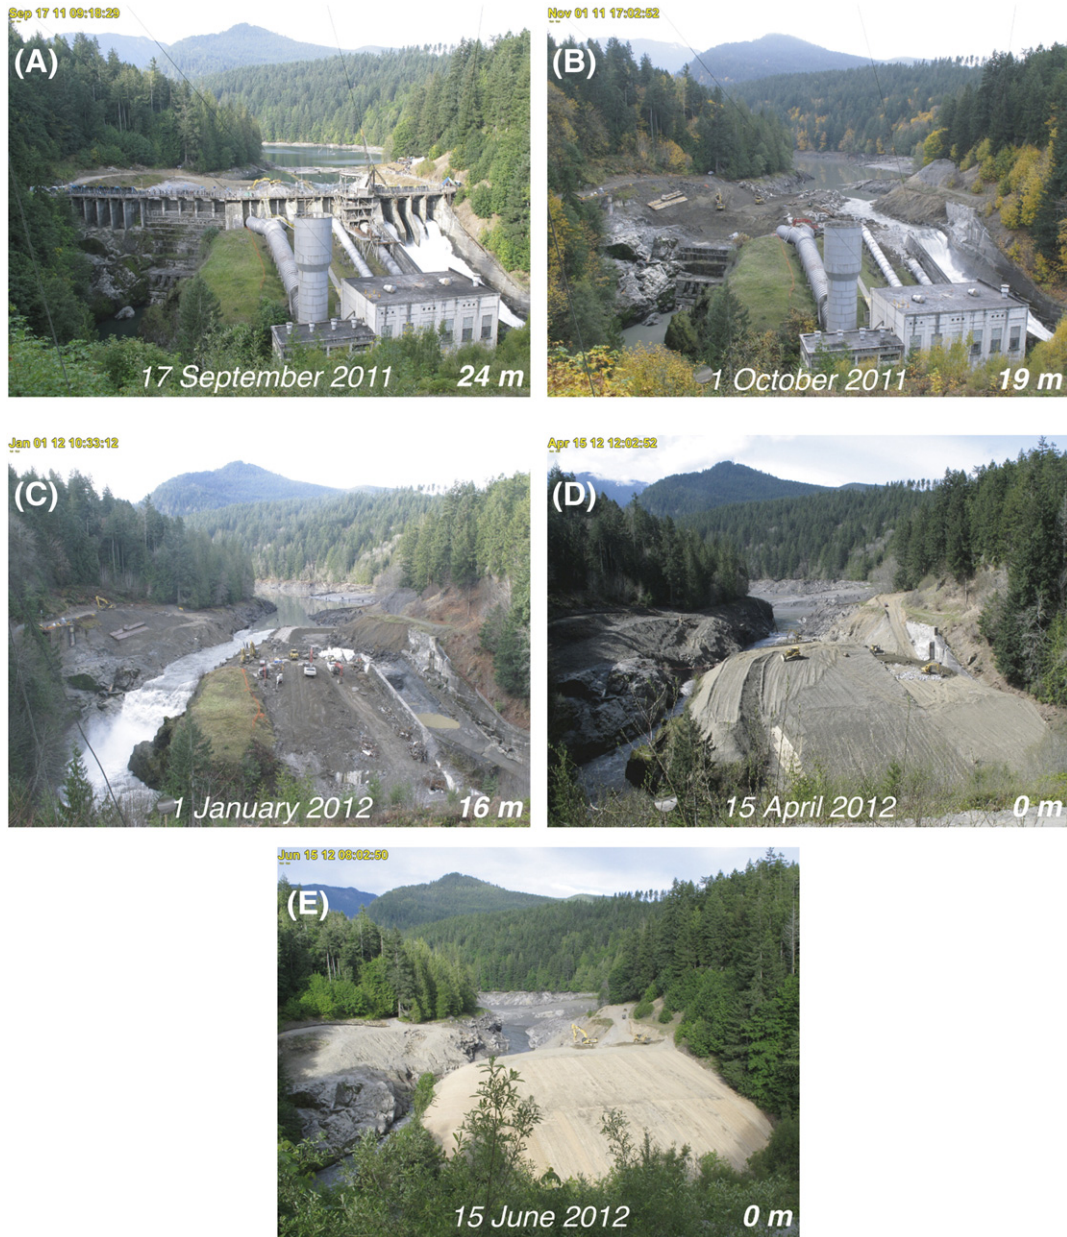 Sep 17 11 09:18:29
(A)
17 September 2011 24 m
Nov 01 11 17:02:52
(B)
1 October 2011 19 m
Jan 01 12 10:33:12
(C)
1 January 2012 16 m
Apr 15 12 12:02:52
(D)
15 April 2012 0 m
Jun 15 12 08:02:50
(E)
15 June 2012 0 m